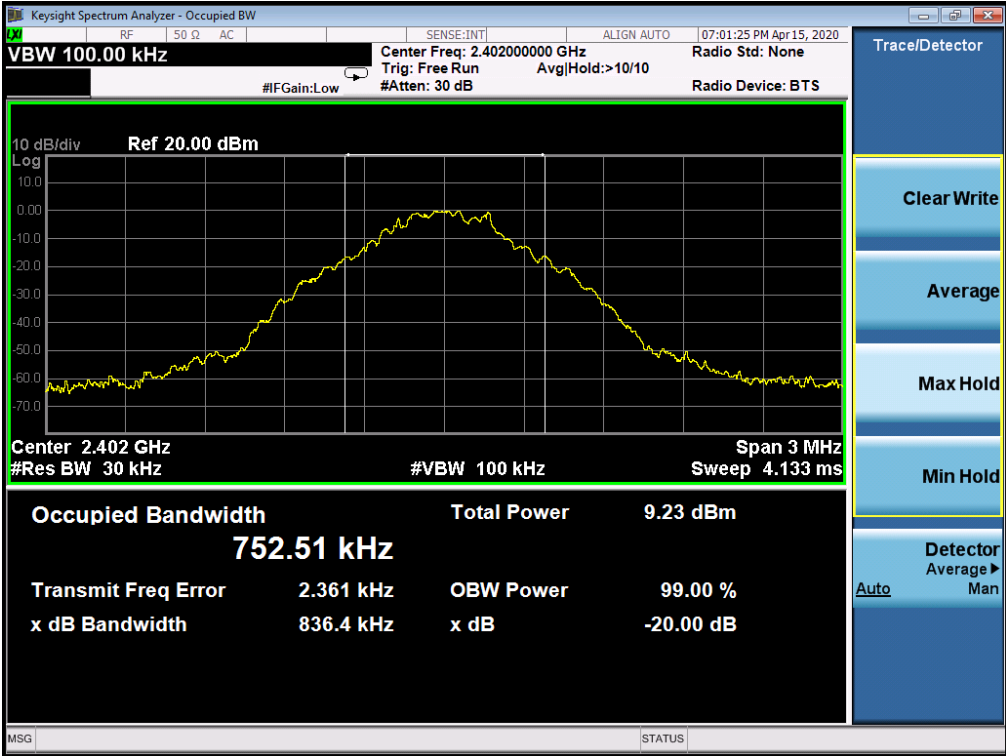 Keysight Spectrum Analyzer - Occupied BW
LXI RF 50 Ω AC SENSE:INT ALIGN AUTO 07:01:25 PM Apr 15, 2020
VBW 100.00 kHz
Center Freq: 2.402000000 GHz Radio Std: None
Trig: Free Run Avg|Hold:>10/10
#IFGain:Low #Atten: 30 dB Radio Device: BTS
Trace/Detector
10 dB/div Ref 20.00 dBm
Log
10.0
0.00
-10.0
-20.0
-30.0
-40.0
-50.0
-60.0
-70.0
Center 2.402 GHz Span 3 MHz
#Res BW 30 kHz #VBW 100 kHz Sweep 4.133 ms
Occupied Bandwidth Total Power 9.23 dBm
752.51 kHz
Transmit Freq Error 2.361 kHz OBW Power 99.00 %
x dB Bandwidth 836.4 kHz x dB -20.00 dB
Clear Write
Average
Max Hold
Min Hold
Detector
Average
Auto Man
MSG STATUS